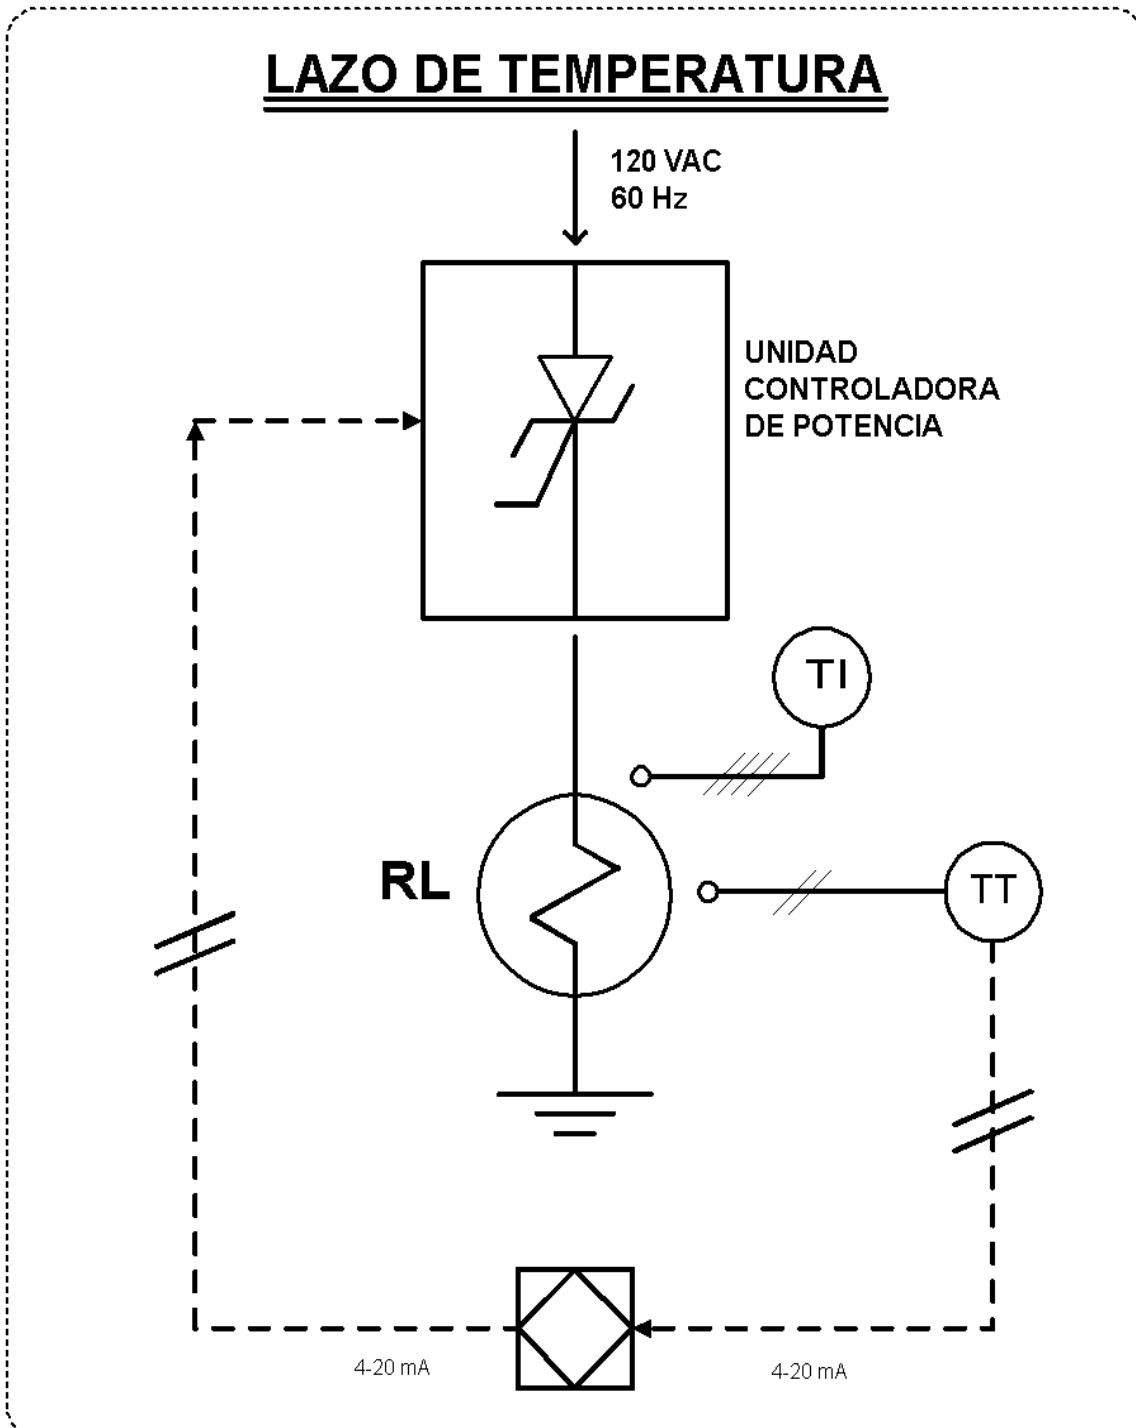 LAZO DE TEMPERATURA
120 VAC
60 Hz
UNIDAD
CONTROLADORA
DE POTENCIA
TI
RL
TT
4-20 mA
4-20 mA